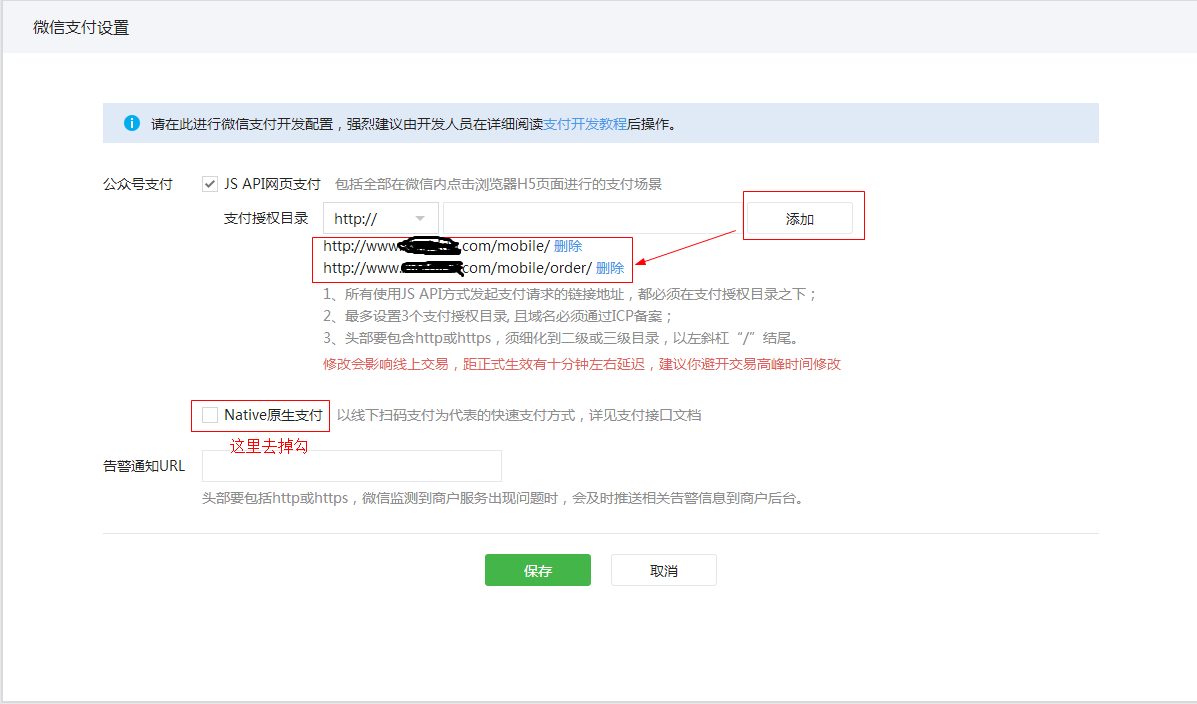 微信支付设置
请在此进行微信支付开发配置，强烈建议由开发人员在详细阅读支付开发教程后操作。
公众号支付 JS API网页支付 包括全部在微信内点击浏览器H5页面进行的支付场景
支付授权目录 http:// 添加
http://www. .com/mobile/ 删除
http://www. .com/mobile/order/ 删除
1、所有使用JS API方式发起支付请求的链接地址，都必须在支付授权目录之下；
2、最多设置3个支付授权目录, 且域名必须通过ICP备案；
3、头部要包含http或https，须细化到二级或三级目录，以左斜杠“/”结尾。
修改会影响线上交易，距正式生效有十分钟左右延迟，建议你避开交易高峰时间修改
Native原生支付 以线下扫码支付为代表的快速支付方式，详见支付接口文档
这里去掉勾
告警通知URL
头部要包括http或https，微信监测到商户服务出现问题时，会及时推送相关告警信息到商户后台。
保存 取消